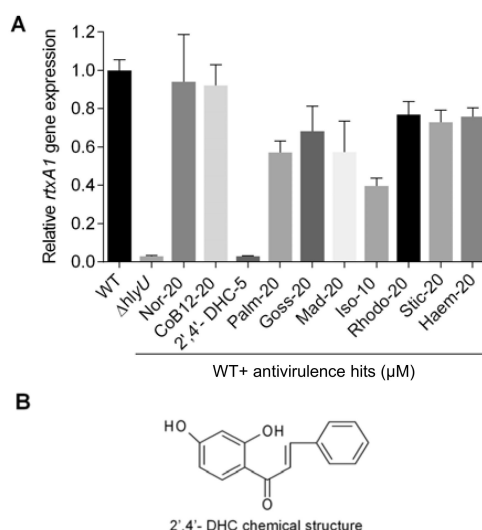 A
Relative rtxA1 gene expression
1.2
1.0
0.8
0.6
0.4
0.2
0.0
WT
ΔhlyU
Nor-20
CoB12-20
2',4'- DHC-5
Palm-20
Goss-20
Mad-20
Iso-10
Rhodo-20
Stic-20
Haem-20
WT+ antivirulence hits (μM)
B
HO
OH
O
2',4'- DHC chemical structure